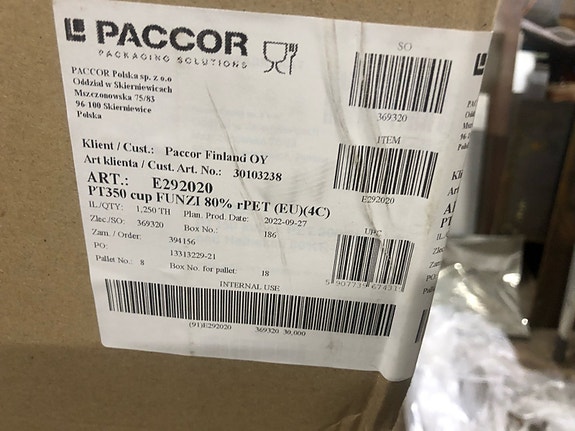 PACCOR
PACKAGING SOLUTIONS
PACCOR Polska sp. z o.o
Oddział w Skierniewicach
Mszczonowska 75/83
96-100 Skierniewice
Polska
SO
369320
Klient / Cust.: Paccor Finland OY
Art klienta / Cust. Art. No.: 30103238
ITEM
E292020
ART.: E292020
PT350 cup FUNZI 80% rPET (EU)(4C)
IL./QTY: 1,250 TH Plan. Prod. Date: 2022-09-27
Zlec./SO: 369320 Box No.: 186
Zam. / Order: 394156
PO: 13313229-21
Pallet No.: 8 Box No. for pallet: 18
UPC
INTERNAL USE
(91)E292020 369320 30,000